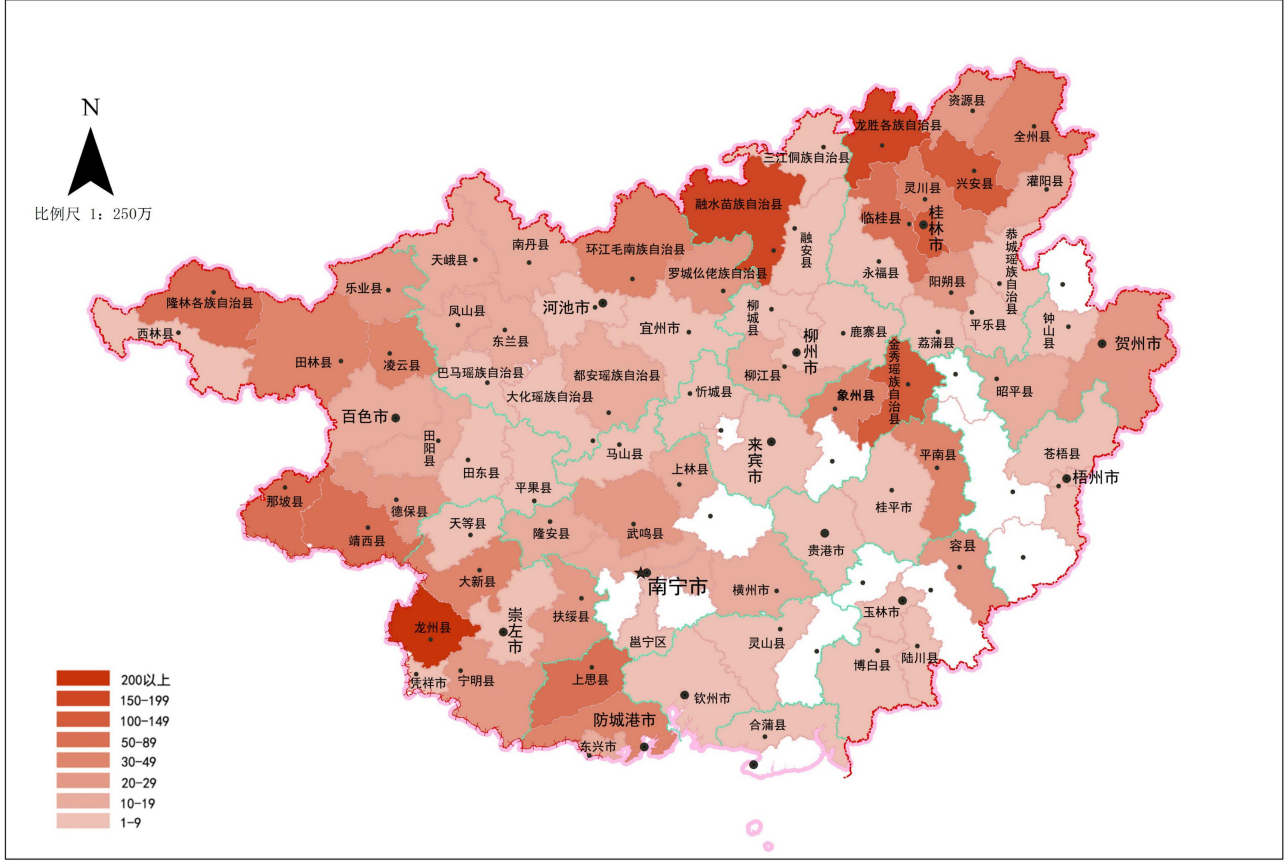 N
比例尺 1: 250万
资源县
全州县
龙胜各族自治县
三江侗族自治县
兴安县
灵川县
灌阳县
融水苗族自治县
临桂县
桂林市
恭城瑶族自治县
融安县
南丹县
环江毛南族自治县
天峨县
罗城仫佬族自治县
永福县
阳朔县
乐业县
隆林各族自治县
河池市
凤山县
柳城县
宜州市
平乐县
钟山县
西林县
东兰县
鹿寨县
荔蒲县
贺州市
柳州市
田林县
凌云县
巴马瑶族自治县
都安瑶族自治县
柳江县
金秀瑶族自治县
大化瑶族自治县
忻城县
象州县
昭平县
百色市
田阳县
马山县
来宾市
平南县
苍梧县
田东县
上林县
梧州市
平果县
那坡县
德保县
桂平市
天等县
隆安县
武鸣县
靖西县
贵港市
容县
大新县
南宁市
横州市
崇左市
扶绥县
玉林市
龙州县
邕宁区
灵山县
陆川县
博白县
凭祥市
宁明县
上思县
钦州市
防城港市
合蒲县
东兴市
200以上
150-199
100-149
50-89
30-49
20-29
10-19
1-9